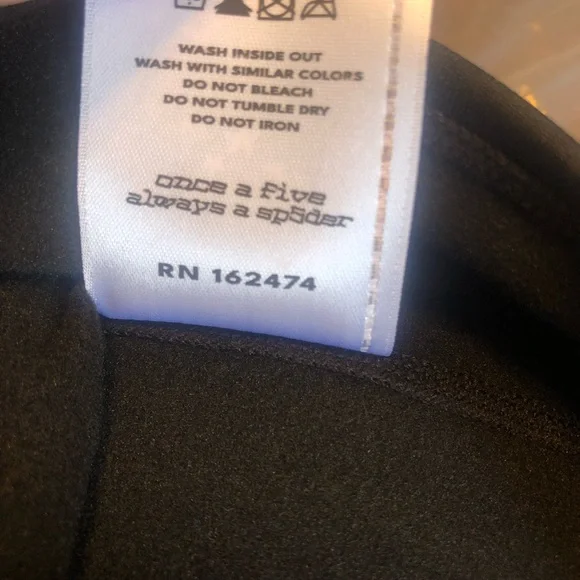 WASH INSIDE OUT
WASH WITH SIMILAR COLORS
DO NOT BLEACH
DO NOT TUMBLE DRY
DO NOT IRON
once a five
always a sp5der
RN 162474